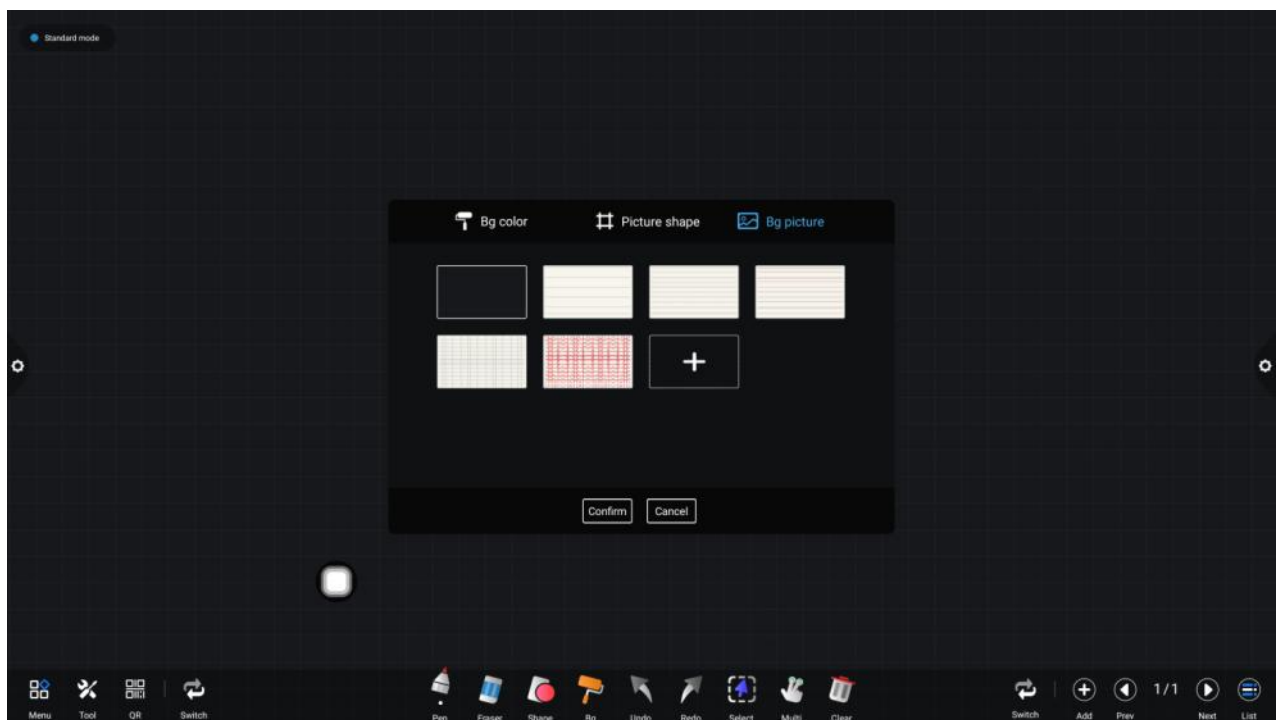 Standard mode
Bg color Picture shape Bg picture
Confirm Cancel
1/1
Menu Tool QR Switch Pen Eraser Shape Bg Undo Redo Select Multi Clear Switch Add Prev Next List